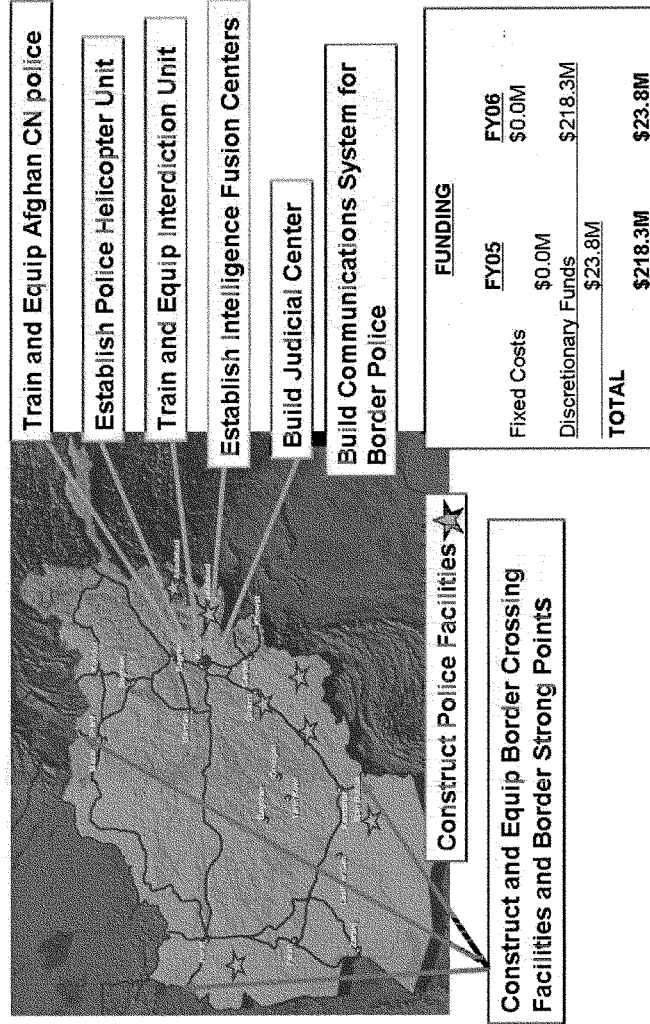 Train and Equip Afghan CN police
Establish Police Helicopter Unit
Train and Equip Interdiction Unit
Establish Intelligence Fusion Centers
Build Judicial Center
Build Communications System for
Border Police
Construct Police Facilities
Construct and Equip Border Crossing
Facilities and Border Strong Points
FUNDING
FY05 FY06
Fixed Costs $0.0M
$0.0M
Discretionary Funds $218.3M
$23.8M
TOTAL
$218.3M $23.8M